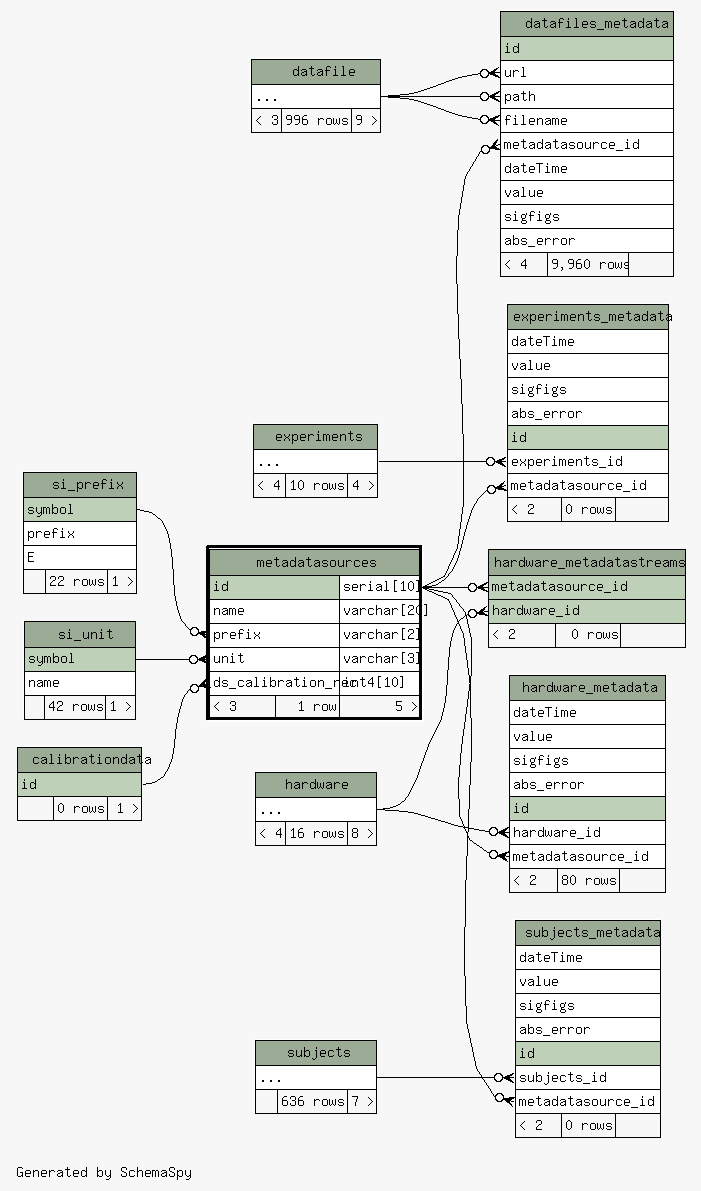 datafiles_metadata
id
url
path
filename
metadatasource_id
dateTime
value
sigfigs
abs_error
< 4 9,960 rows
datafile
...
< 3 996 rows 9 >
experiments_metadata
dateTime
value
sigfigs
abs_error
id
experiments_id
metadatasource_id
< 2 0 rows
experiments
...
< 4 10 rows 4 >
si_prefix
symbol
prefix
E
22 rows 1 >
metadatasources
id serial[10]
name varchar[20]
prefix varchar[2]
unit varchar[3]
ds_calibration_rec int4[10]
< 3 1 row 5 >
hardware_metadatastreams
metadatasource_id
hardware_id
< 2 0 rows
si_unit
symbol
name
42 rows 1 >
calibrationdata
id
0 rows 1 >
hardware_metadata
dateTime
value
sigfigs
abs_error
id
hardware_id
metadatasource_id
< 2 80 rows
hardware
...
< 4 16 rows 8 >
subjects_metadata
dateTime
value
sigfigs
abs_error
id
subjects_id
metadatasource_id
< 2 0 rows
subjects
...
636 rows 7 >
Generated by SchemaSpy